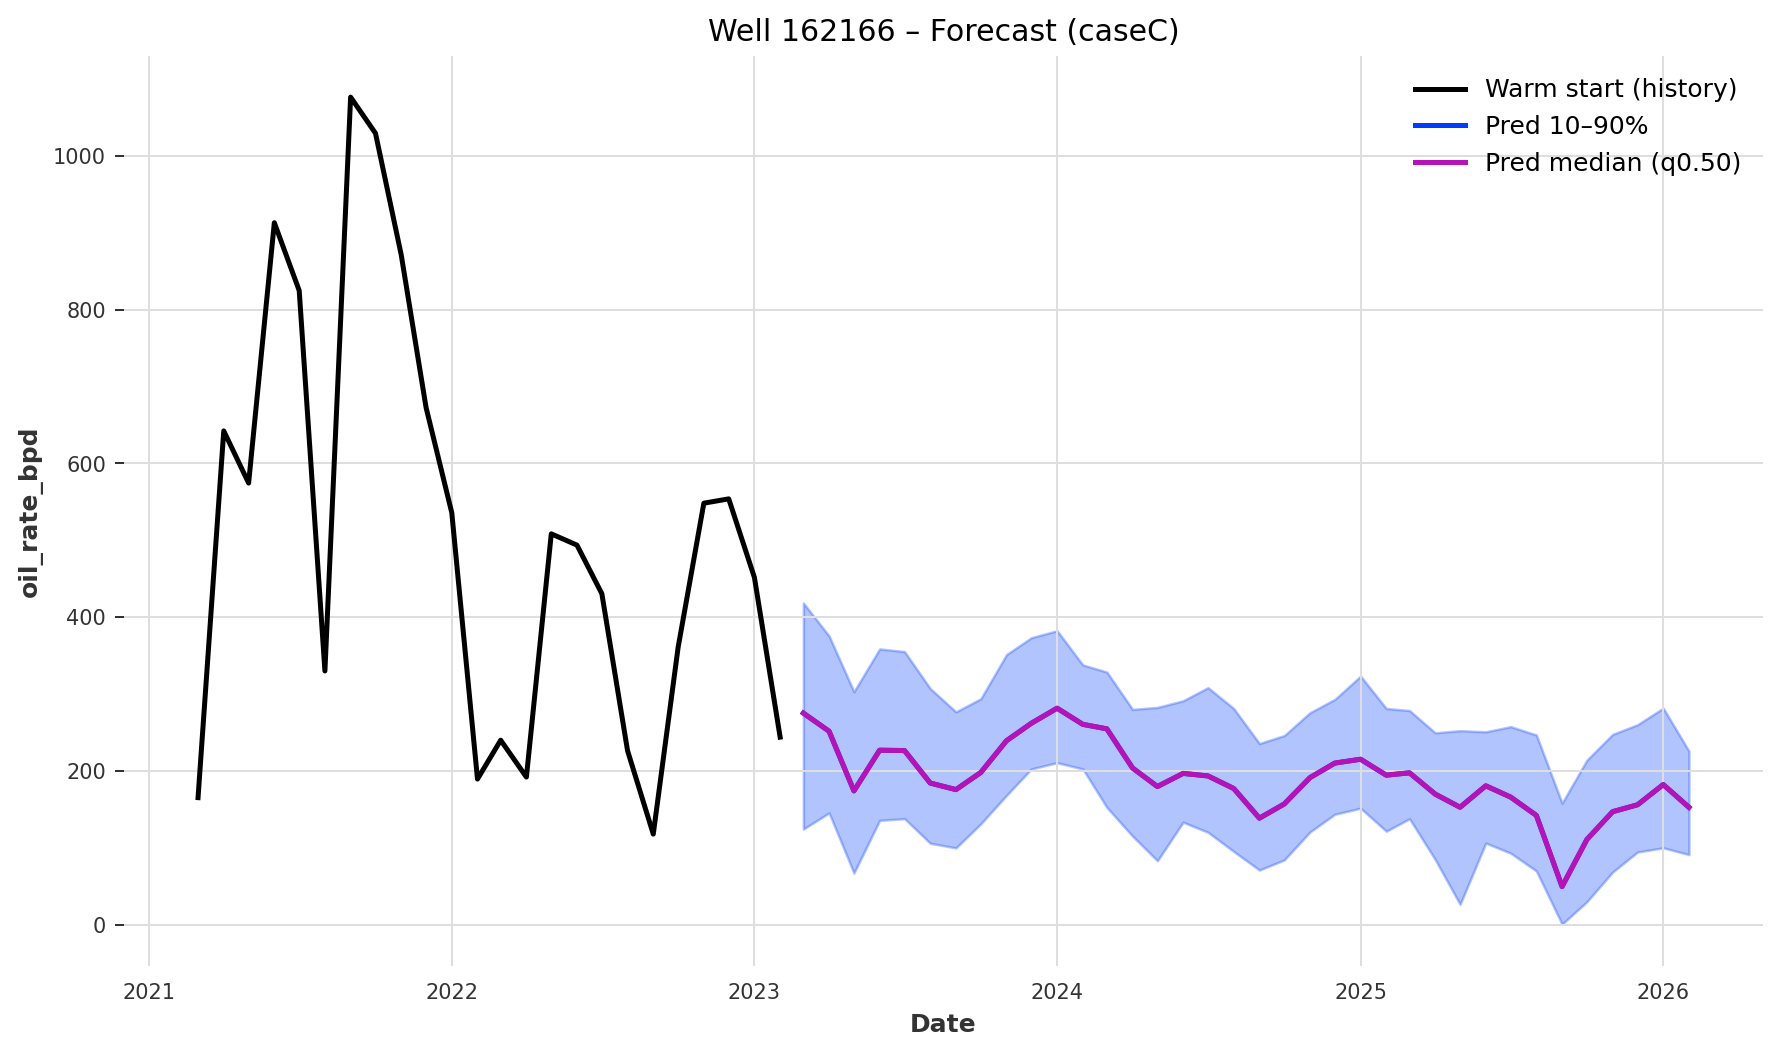 Well 162166 – Forecast (caseC)
Warm start (history)
Pred 10–90%
Pred median (q0.50)
oil_rate_bpd
1000
800
600
400
200
0
2021 2022 2023 2024 2025 2026
Date